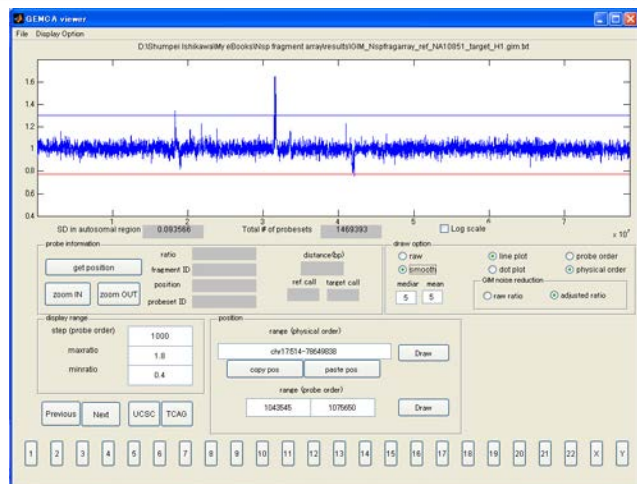 GEMCA viewer
File Display Option
D:\Shumpei Ishikawa\My eBooks\Nsp fragment array\results\GIM_Nspfragarray_ref_NA10851_target_H1.gim.txt
1.6
1.4
1.2
1
0.8
0.6
0.4
1 2 3 4 5 6 7
x 10^7
SD in autosomal region 0.093566 Total # of probesets 1469393 Log scale
probe information
get position
zoom IN zoom OUT
ratio
fragment ID
position
probeset ID
distance(bp)
ref call target call
draw option
raw line plot probe order
smooth dot plot physical order
median mean
5 5
GIM noise reduction
raw ratio adjusted ratio
display range
step (probe order) 1000
maxratio 1.8
minratio 0.4
position
range (physical order)
chr17:514-78649838 Draw
copy pos paste pos
range (probe order)
1043545 1075650 Draw
Previous Next UCSC TCAG
1 2 3 4 5 6 7 8 9 10 11 12 13 14 15 16 17 18 19 20 21 22 X Y